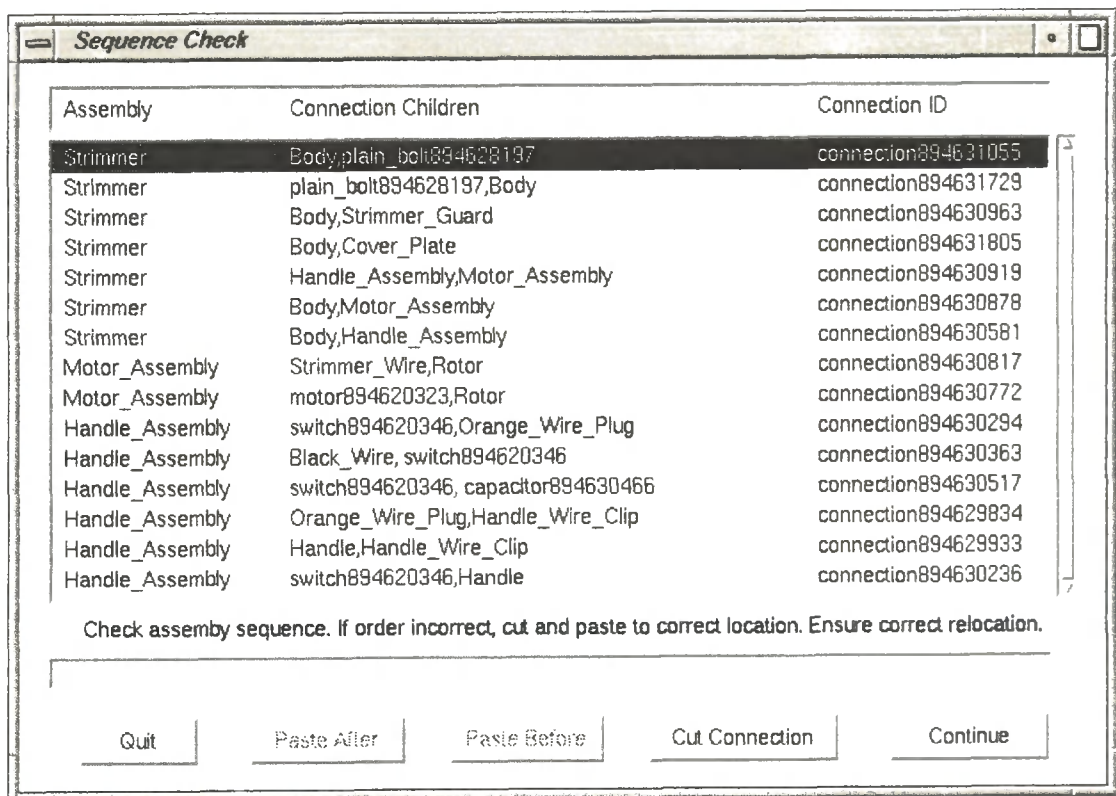 Sequence Check
Assembly Connection Children Connection ID
Strimmer Body,plain_bolt894628197 connection894631055
Strimmer plain_bolt894628197,Body connection894631729
Strimmer Body,Strimmer_Guard connection894630963
Strimmer Body,Cover_Plate connection894631805
Strimmer Handle_Assembly,Motor_Assembly connection894630919
Strimmer Body,Motor_Assembly connection894630878
Strimmer Body,Handle_Assembly connection894630581
Motor_Assembly Strimmer_Wire,Rotor connection894630817
Motor_Assembly motor894620323,Rotor connection894630772
Handle_Assembly switch894620346,Orange_Wire_Plug connection894630294
Handle_Assembly Black_Wire, switch894620346 connection894630363
Handle_Assembly switch894620346, capacitor894630466 connection894630517
Handle_Assembly Orange_Wire_Plug,Handle_Wire_Clip connection894629834
Handle_Assembly Handle,Handle_Wire_Clip connection894629933
Handle_Assembly switch894620346,Handle connection894630236
Check assemby sequence. If order incorrect, cut and paste to correct location. Ensure correct relocation.
Quit Paste After Paste Before Cut Connection Continue